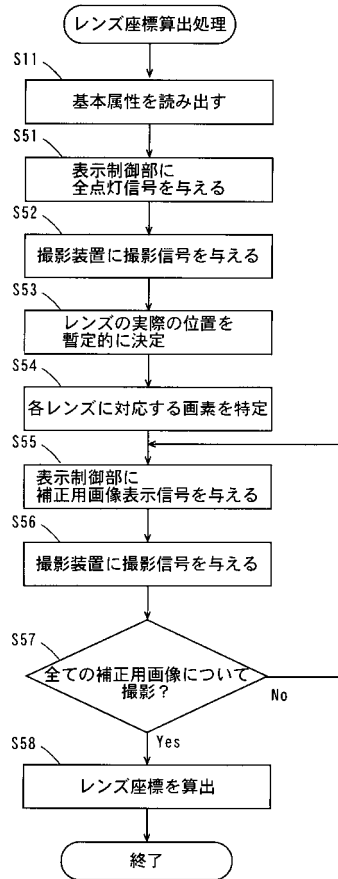 レンズ座標算出処理
S11
基本属性を読み出す
S51
表示制御部に
全点灯信号を与える
S52
撮影装置に撮影信号を与える
S53
レンズの実際の位置を
暫定的に決定
S54
各レンズに対応する画素を特定
S55
表示制御部に
補正用画像表示信号を与える
S56
撮影装置に撮影信号を与える
S57
全ての補正用画像について
撮影？
No
Yes
S58
レンズ座標を算出
終了